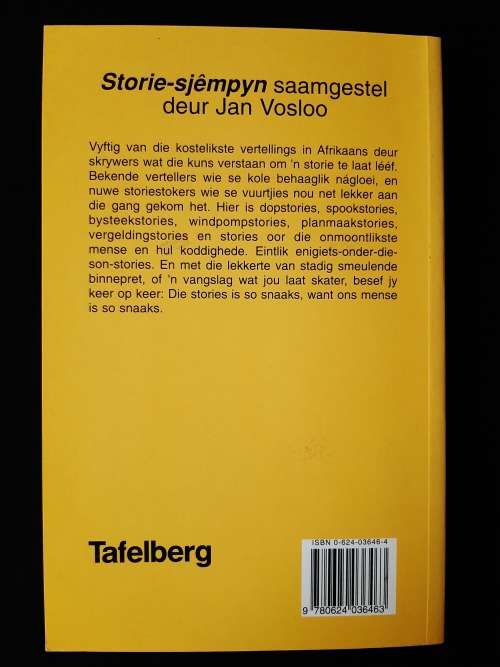 Storie-sjêmpyn saamgestel
deur Jan Vosloo
Vyftig van die kostelikste vertellings in Afrikaans deur
skrywers wat die kuns verstaan om 'n storie te laat lééf.
Bekende vertellers wie se kole behaaglik nágloei, en
nuwe storiestokers wie se vuurtjies nou net lekker aan
die gang gekom het. Hier is dopstories, spookstories,
bysteekstories, windpompstories, planmaakstories,
vergeldingstories en stories oor die onmoontlikste
mense en hul koddighede. Eintlik enigiets-onder-die-
son-stories. En met die lekkerte van stadig smeulende
binnepret, of 'n vangslag wat jou laat skater, besef jy
keer op keer: Die stories is so snaaks, want ons mense
is so snaaks.
ISBN 0-624-03646-4
Tafelberg
9 780624 036463